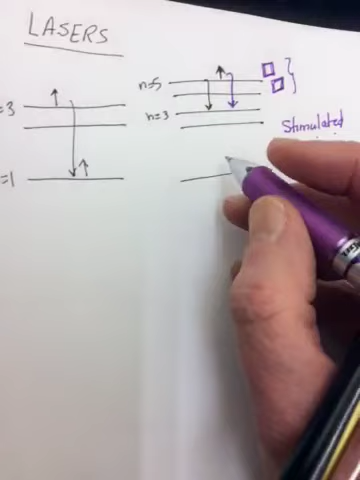 LASERS
n=5
=3
n=3
Stimulated
=1